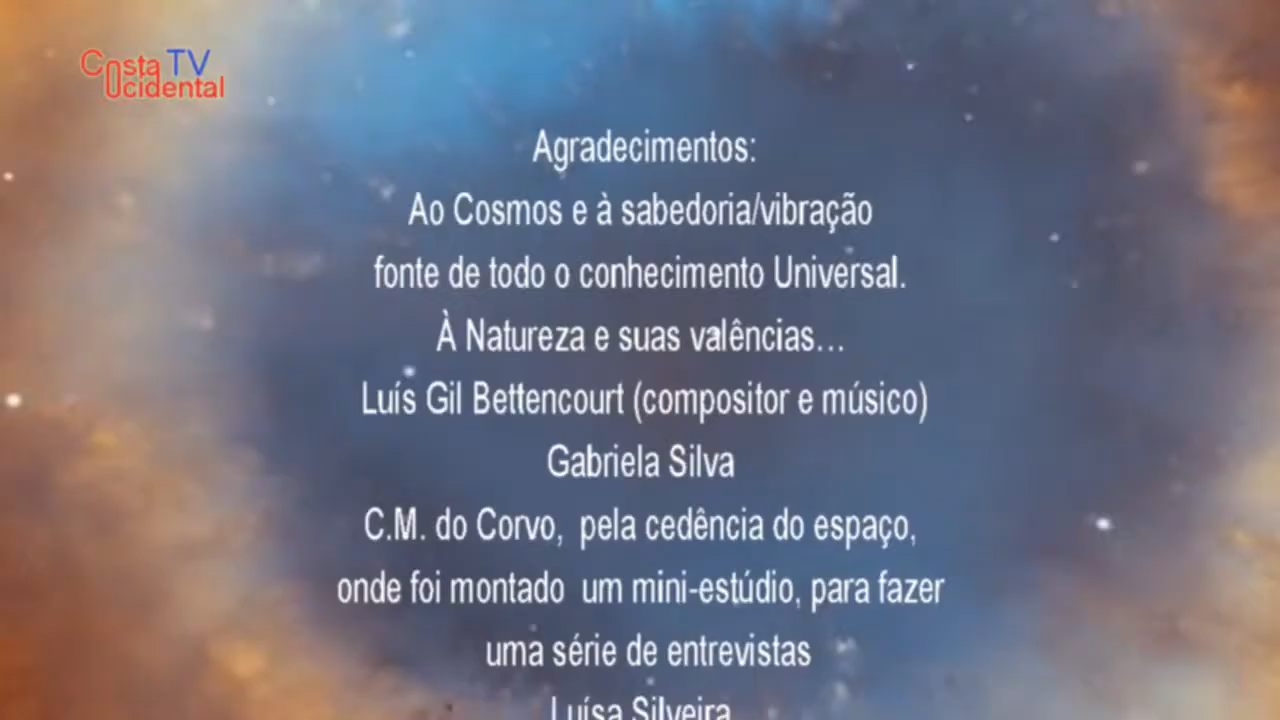 Costa TV
Ocidental
Agradecimentos:
Ao Cosmos e à sabedoria/vibração
fonte de todo o conhecimento Universal.
À Natureza e suas valências...
Luís Gil Bettencourt (compositor e músico)
Gabriela Silva
C.M. do Corvo, pela cedência do espaço,
onde foi montado um mini-estúdio, para fazer
uma série de entrevistas
Luísa Silveira